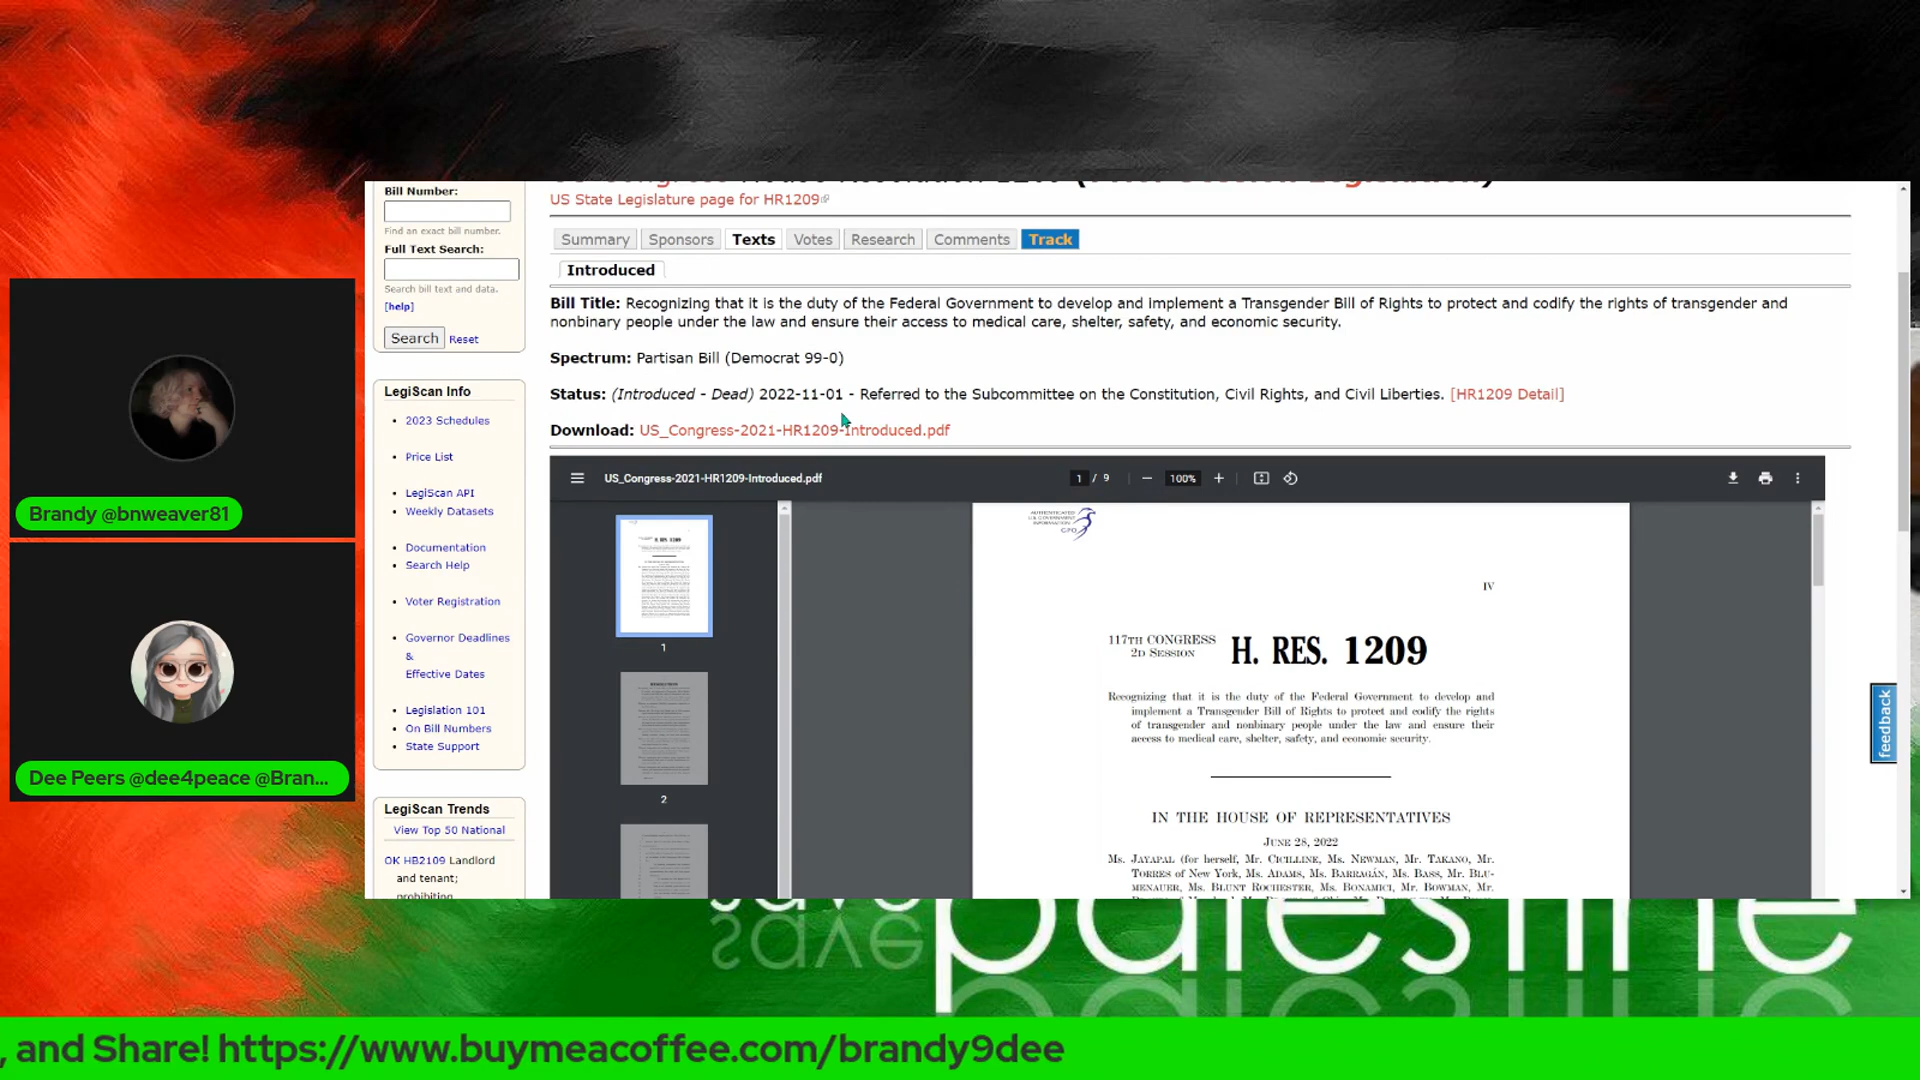 US State Legislature page for HR1209
Summary Sponsors Texts Votes Research Comments Track
Introduced
Bill Title: Recognizing that it is the duty of the Federal Government to develop and implement a Transgender Bill of Rights to protect and codify the rights of transgender and
nonbinary people under the law and ensure their access to medical care, shelter, safety, and economic security.
Spectrum: Partisan Bill (Democrat 99-0)
Status: (Introduced - Dead) 2022-11-01 - Referred to the Subcommittee on the Constitution, Civil Rights, and Civil Liberties. [HR1209 Detail]
Download: US_Congress-2021-HR1209-Introduced.pdf
Bill Number:
Find an exact bill number.
Full Text Search:
Search bill text and data.
[help]
Search Reset
LegiScan Info
2023 Schedules
Price List
LegiScan API
Weekly Datasets
Documentation
Search Help
Voter Registration
Governor Deadlines
&
Effective Dates
Legislation 101
On Bill Numbers
State Support
LegiScan Trends
View Top 50 National
OK HB2109 Landlord
and tenant;
prohibiting
US_Congress-2021-HR1209-Introduced.pdf
1 / 9
100%
1
2
AUTHENTICATED
U.S. GOVERNMENT
INFORMATION
GPO
IV
117TH CONGRESS
2D SESSION
H. RES. 1209
Recognizing that it is the duty of the Federal Government to develop and
implement a Transgender Bill of Rights to protect and codify the rights
of transgender and nonbinary people under the law and ensure their
access to medical care, shelter, safety, and economic security.
IN THE HOUSE OF REPRESENTATIVES
JUNE 28, 2022
Ms. JAYAPAL (for herself, Mr. CICILLINE, Ms. NEWMAN, Mr. TAKANO, Mr.
TORRES of New York, Ms. ADAMS, Ms. BARRAGÁN, Ms. BASS, Mr. BLU-
MENAUER, Ms. BLUNT ROCHESTER, Ms. BONAMICI, Mr. BOWMAN, Mr.
feedback
Brandy @bnweaver81
Dee Peers @dee4peace @Bran...
save palestine
, and Share! https://www.buymeacoffee.com/brandy9dee